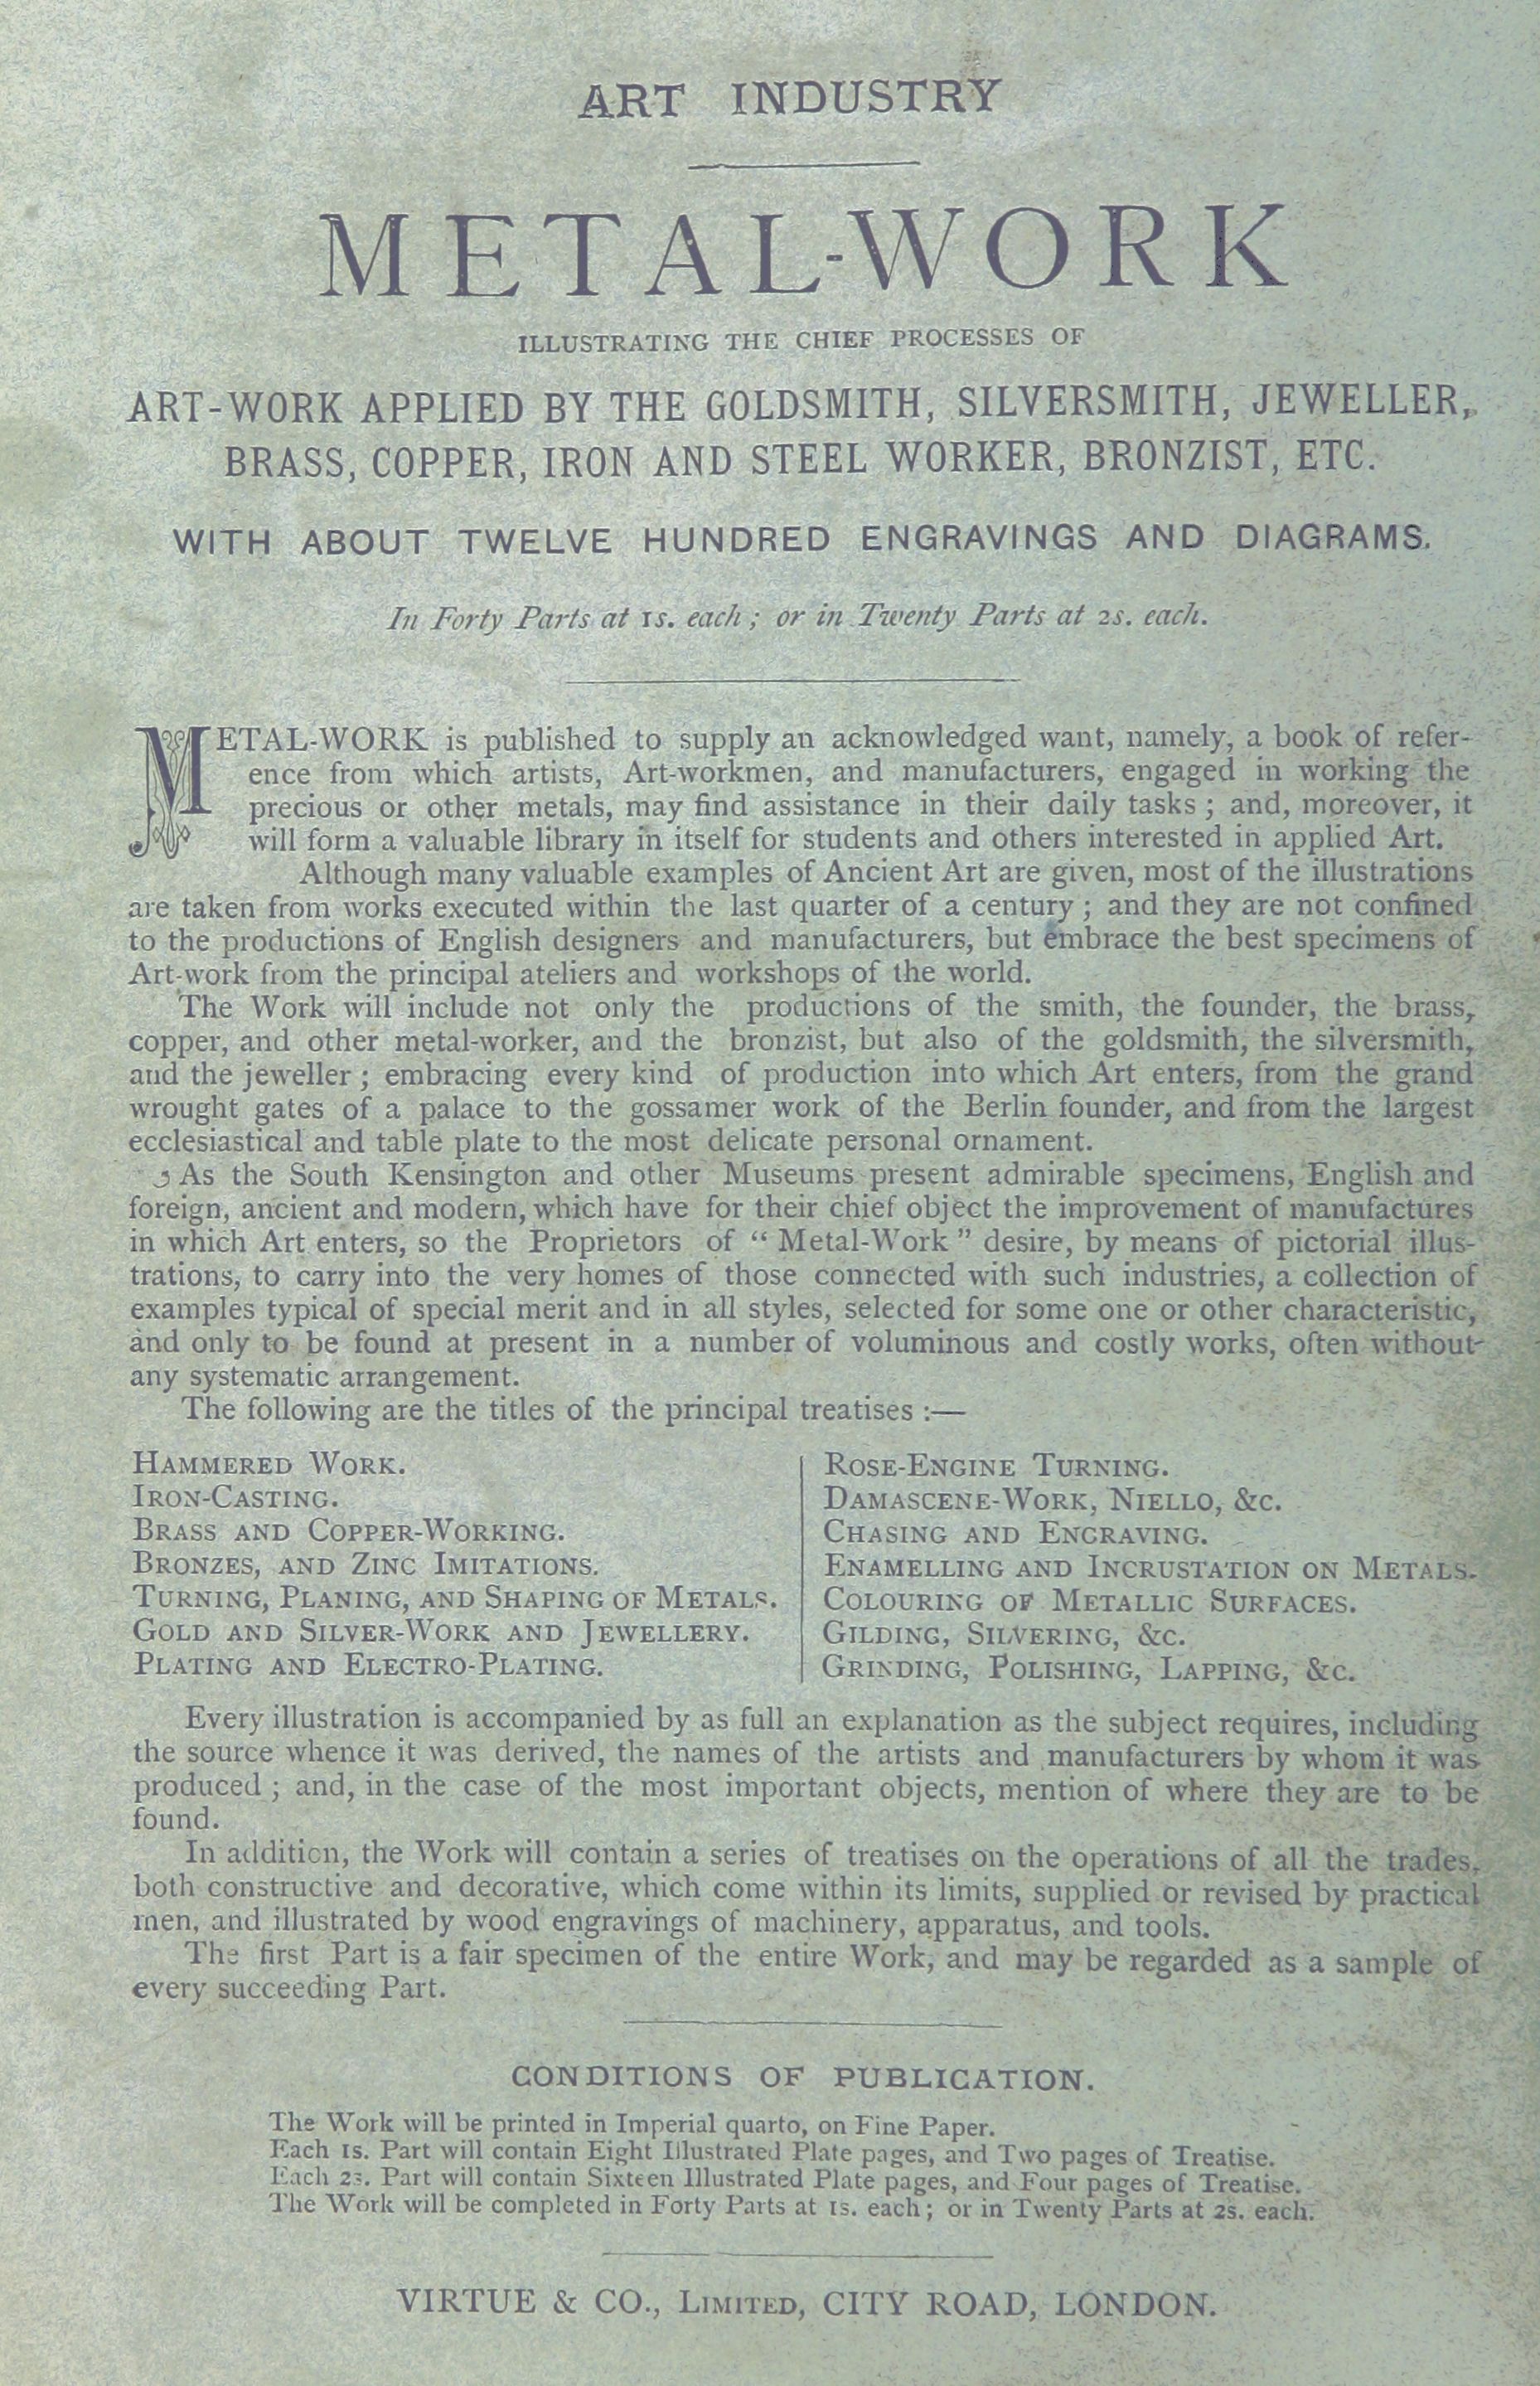 ART INDUSTRY
METAL-WORK
ILLUSTRATING THE CHIEF PROCESSES OF
ART-WORK APPLIED BY THE GOLDSMITH, SILVERSMITH, JEWELLER,
BRASS, COPPER, IRON AND STEEL WORKER, BRONZIST, ETC.
WITH ABOUT TWELVE HUNDRED ENGRAVINGS AND DIAGRAMS.
In Forty Parts at 1s. each; or in Twenty Parts at 2s. each.
METAL-WORK is published to supply an acknowledged want, namely, a book of refer-
ence from which artists, Art-workmen, and manufacturers, engaged in working the
precious or other metals, may find assistance in their daily tasks; and, moreover, it
will form a valuable library in itself for students and others interested in applied Art.
Although many valuable examples of Ancient Art are given, most of the illustrations
are taken from works executed within the last quarter of a century; and they are not confined
to the productions of English designers and manufacturers, but embrace the best specimens of
Art-work from the principal ateliers and workshops of the world.
The Work will include not only the productions of the smith, the founder, the brass,
copper, and other metal-worker, and the bronzist, but also of the goldsmith, the silversmith,
and the jeweller; embracing every kind of production into which Art enters, from the grand
wrought gates of a palace to the gossamer work of the Berlin founder, and from the largest
ecclesiastical and table plate to the most delicate personal ornament.
As the South Kensington and other Museums present admirable specimens, English and
foreign, ancient and modern, which have for their chief object the improvement of manufactures
in which Art enters, so the Proprietors of "Metal-Work" desire, by means of pictorial illus-
trations, to carry into the very homes of those connected with such industries, a collection of
examples typical of special merit and in all styles, selected for some one or other characteristic,
and only to be found at present in a number of voluminous and costly works, often without
any systematic arrangement.
The following are the titles of the principal treatises :—
HAMMERED WORK.
IRON-CASTING.
BRASS AND COPPER-WORKING.
BRONZES, AND ZINC IMITATIONS.
TURNING, PLANING, AND SHAPING OF METALS.
GOLD AND SILVER-WORK AND JEWELLERY.
PLATING AND ELECTRO-PLATING.
ROSE-ENGINE TURNING.
DAMASCENE-WORK, NIELLO, &c.
CHASING AND ENGRAVING.
ENAMELLING AND INCRUSTATION ON METALS.
COLOURING OF METALLIC SURFACES.
GILDING, SILVERING, &c.
GRINDING, POLISHING, LAPPING, &c.
Every illustration is accompanied by as full an explanation as the subject requires, including
the source whence it was derived, the names of the artists and manufacturers by whom it was
produced; and, in the case of the most important objects, mention of where they are to be
found.
In addition, the Work will contain a series of treatises on the operations of all the trades,
both constructive and decorative, which come within its limits, supplied or revised by practical
men, and illustrated by wood engravings of machinery, apparatus, and tools.
The first Part is a fair specimen of the entire Work, and may be regarded as a sample of
every succeeding Part.
CONDITIONS OF PUBLICATION.
The Work will be printed in Imperial quarto, on Fine Paper.
Each 1s. Part will contain Eight Illustrated Plate pages, and Two pages of Treatise.
Each 2s. Part will contain Sixteen Illustrated Plate pages, and Four pages of Treatise.
The Work will be completed in Forty Parts at 1s. each; or in Twenty Parts at 2s. each.
VIRTUE & CO., LIMITED, CITY ROAD, LONDON.